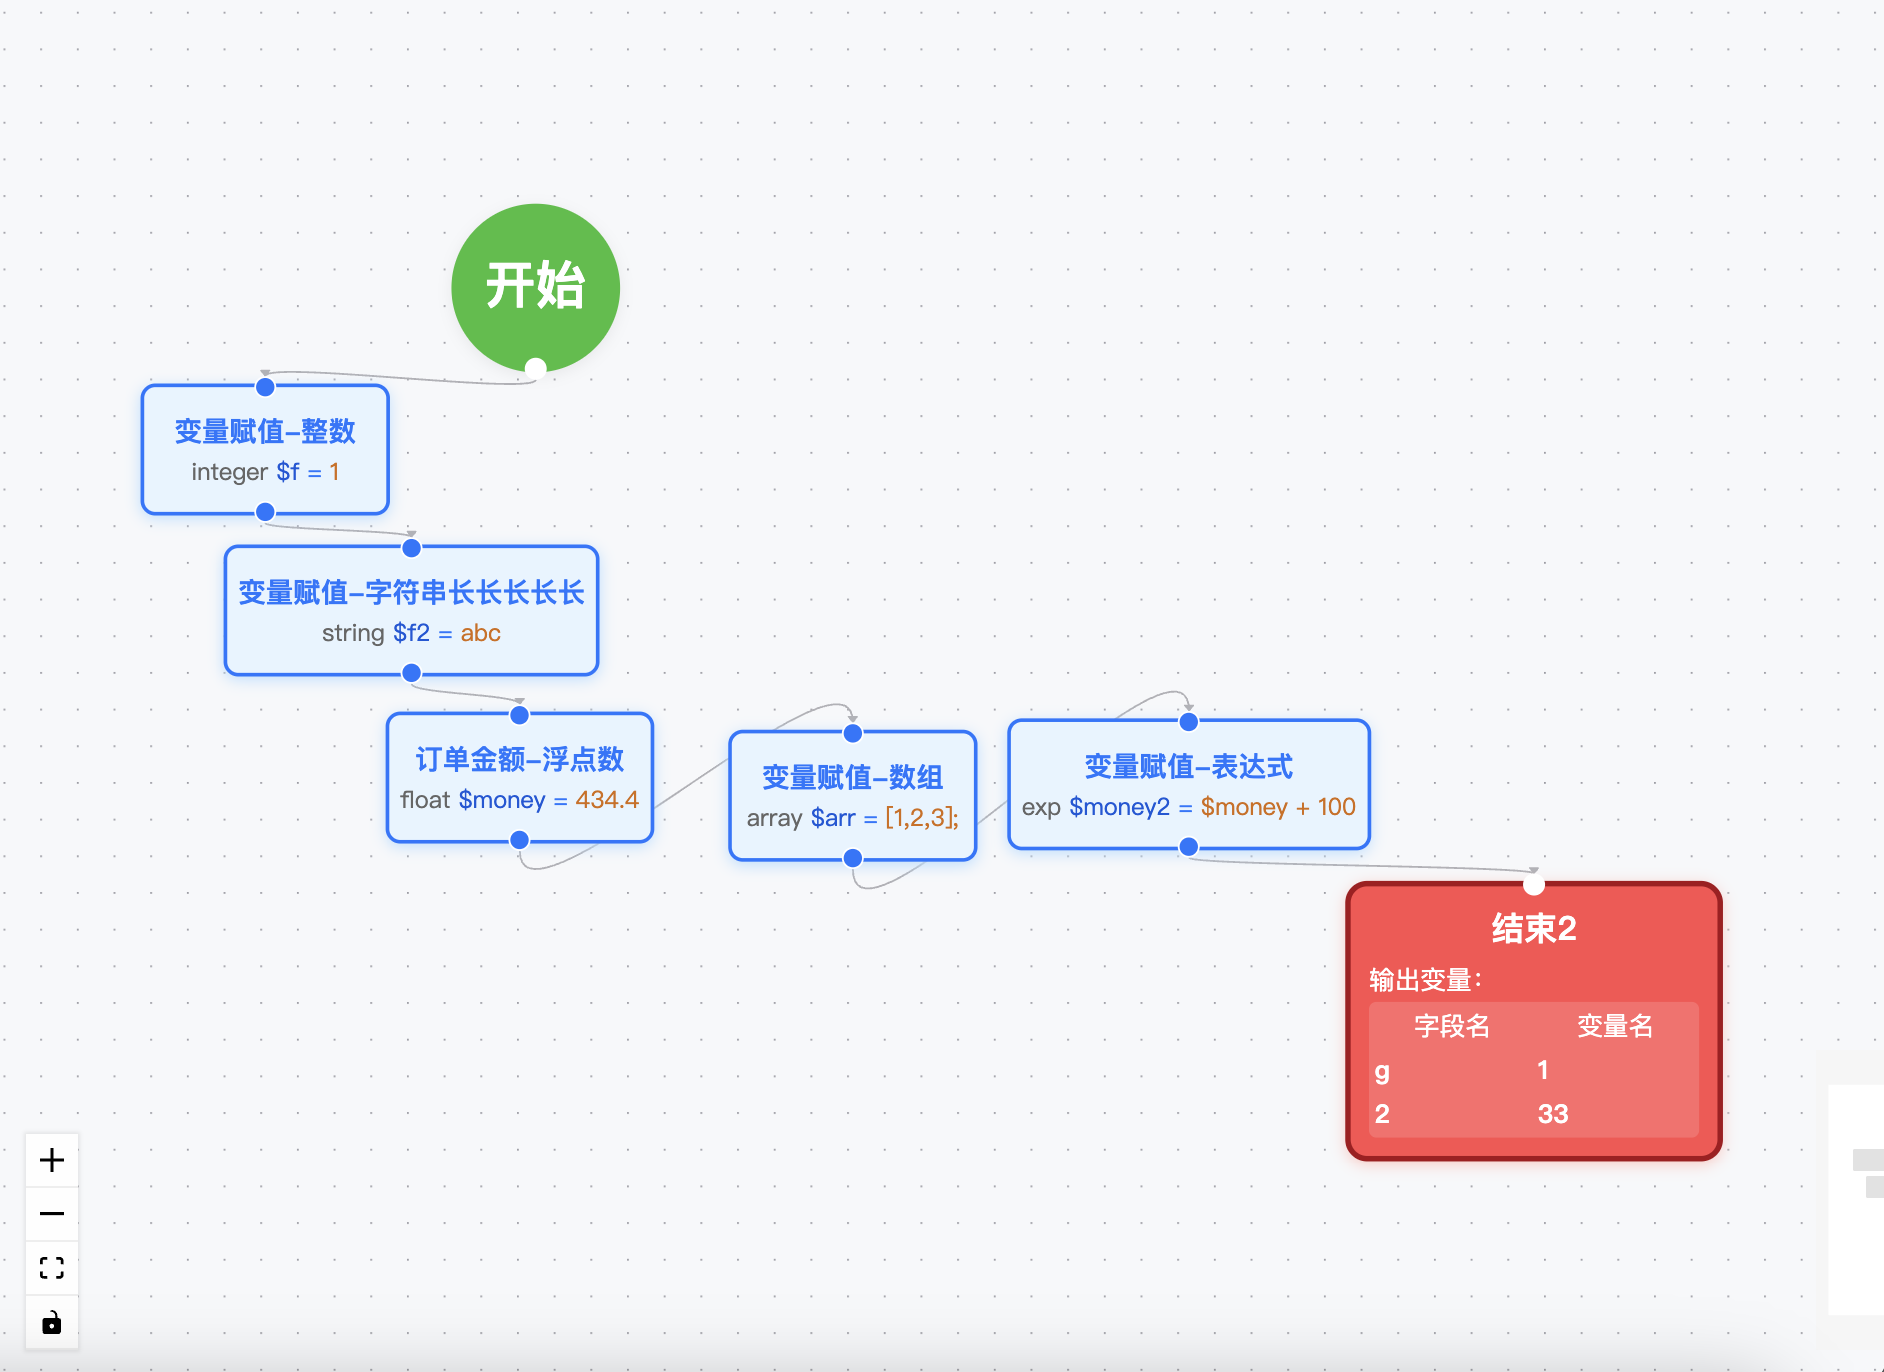 开始
变量赋值-整数
integer $f = 1
变量赋值-字符串长长长长长
string $f2 = abc
订单金额-浮点数
float $money = 434.4
变量赋值-数组
array $arr = [1,2,3];
变量赋值-表达式
exp $money2 = $money + 100
结束2
输出变量：
字段名 变量名
g 1
2 33